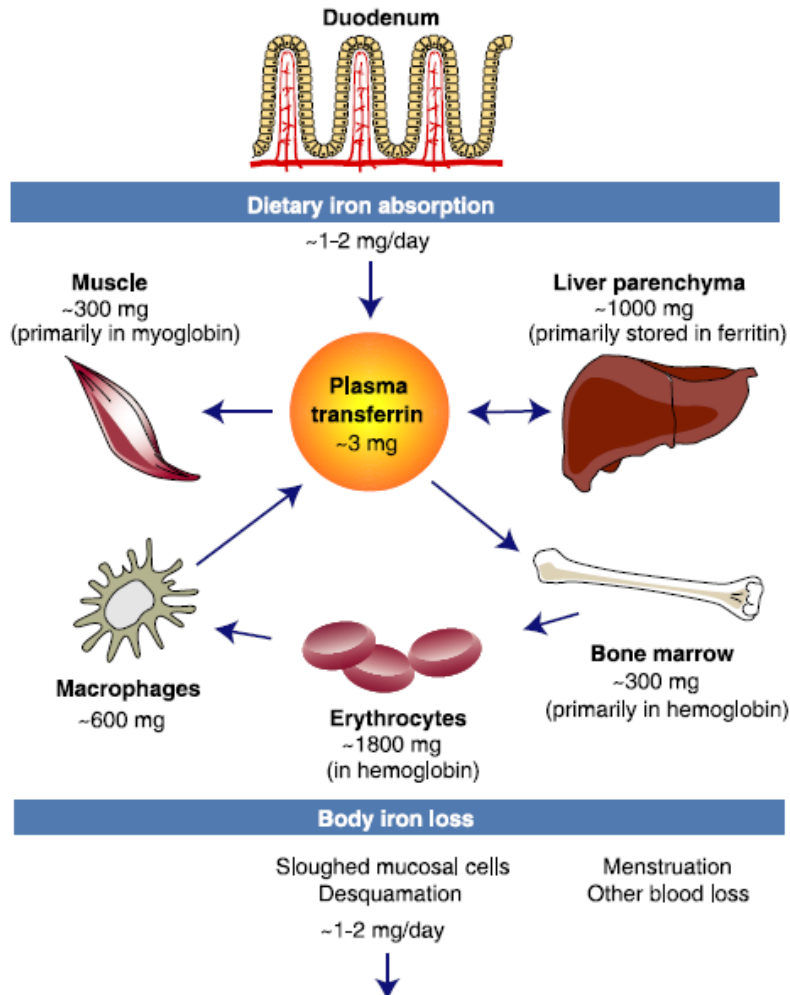 Duodenum
Dietary iron absorption
~1–2 mg/day
Muscle
~300 mg
(primarily in myoglobin)
Liver parenchyma
~1000 mg
(primarily stored in ferritin)
Plasma
transferrin
~3 mg
Macrophages
~600 mg
Erythrocytes
~1800 mg
(in hemoglobin)
Bone marrow
~300 mg
(primarily in hemoglobin)
Body iron loss
Sloughed mucosal cells
Desquamation
~1-2 mg/day
Menstruation
Other blood loss